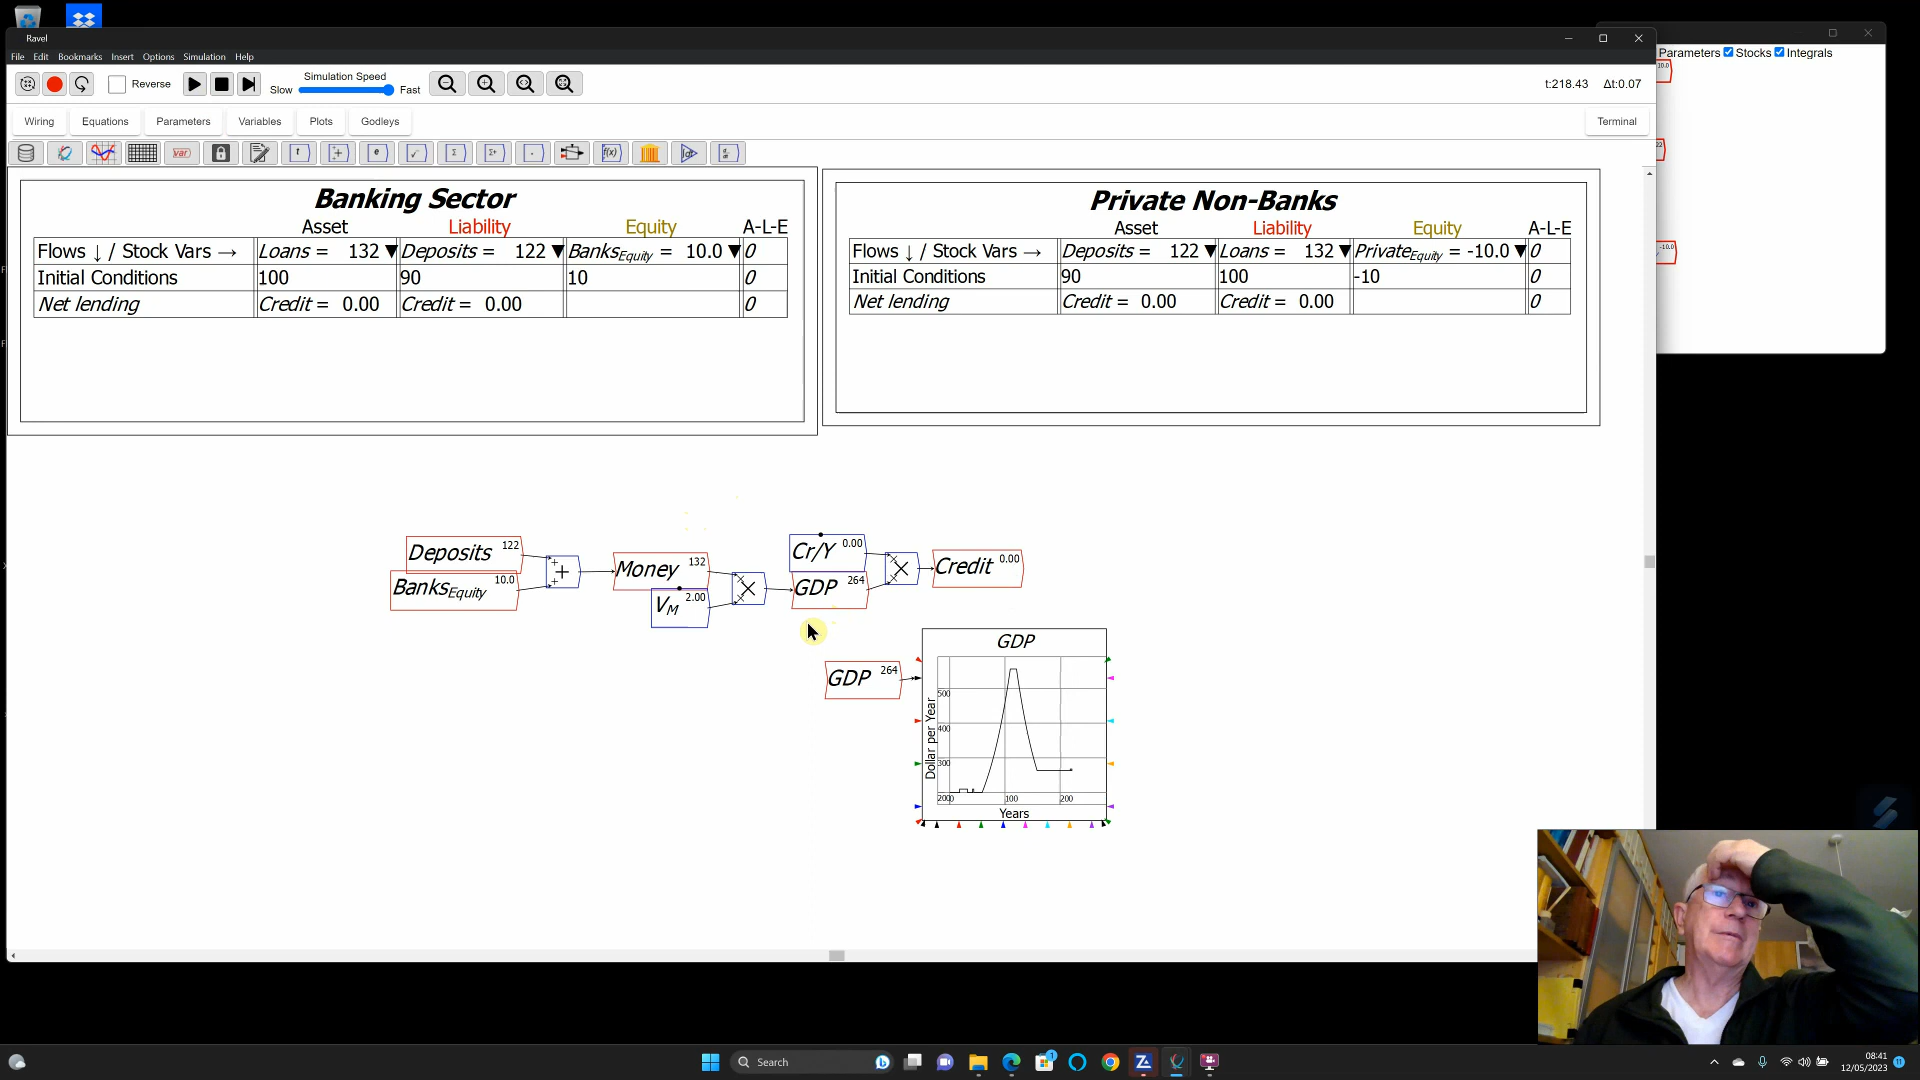 Ravel
File Edit Bookmarks Insert Options Simulation Help
Reverse
Simulation Speed
Slow Fast
t:218.43 Δt:0.07
Parameters Stocks Integrals
Wiring Equations Parameters Variables Plots Godleys Terminal
Banking Sector
Asset Liability Equity A-L-E
Flows ↓ / Stock Vars → Loans = 132 ▼ Deposits = 122 ▼ BanksEquity = 10.0 ▼ 0
Initial Conditions 100 90 10 0
Net lending Credit = 0.00 Credit = 0.00 0
Private Non-Banks
Asset Liability Equity A-L-E
Flows ↓ / Stock Vars → Deposits = 122 ▼ Loans = 132 ▼ PrivateEquity = -10.0 ▼ 0
Initial Conditions 90 100 -10 0
Net lending Credit = 0.00 Credit = 0.00 0
Deposits 122
BanksEquity 10.0
+
Money 132
VM 2.00
×
Cr/Y 0.00
GDP 264
×
Credit 0.00
GDP 264
GDP
Dollar per Year
500
400
300
200
0 100 200
Years
Search
08:41
12/05/2023